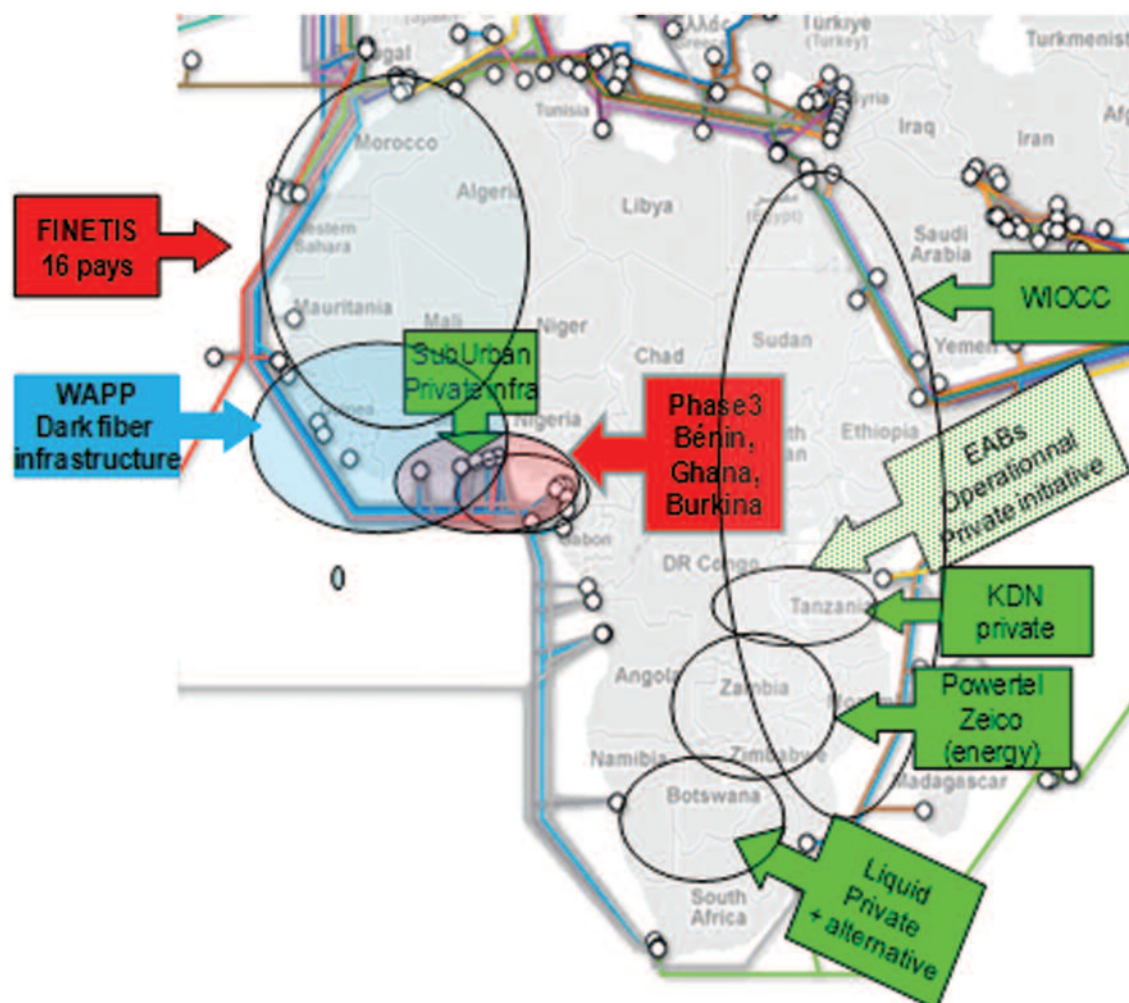 Greece
Türkiye
(Turkey)
Turkmenist
Tunisia
Iraq
Iran
Morocco
Algeria
Libya
(Egypt)
Saudi
Arabia
FINETIS
16 pays
Western
Sahara
WIOCC
Mauritania
Mali
Niger
Chad
Sudan
Yemen
SubUrban
Private infra
WAPP
Dark fiber
infrastructure
Nigeria
Phase3
Bénin,
Ghana,
Burkina
Ethiopia
EABs
Operationnal
Private initiative
Gabon
DR Congo
Tanzania
KDN
private
Angola
Zambia
Powertel
Zeico
(energy)
Namibia
Zimbabwe
Madagascar
Botswana
South
Africa
Liquid
Private
+ alternative